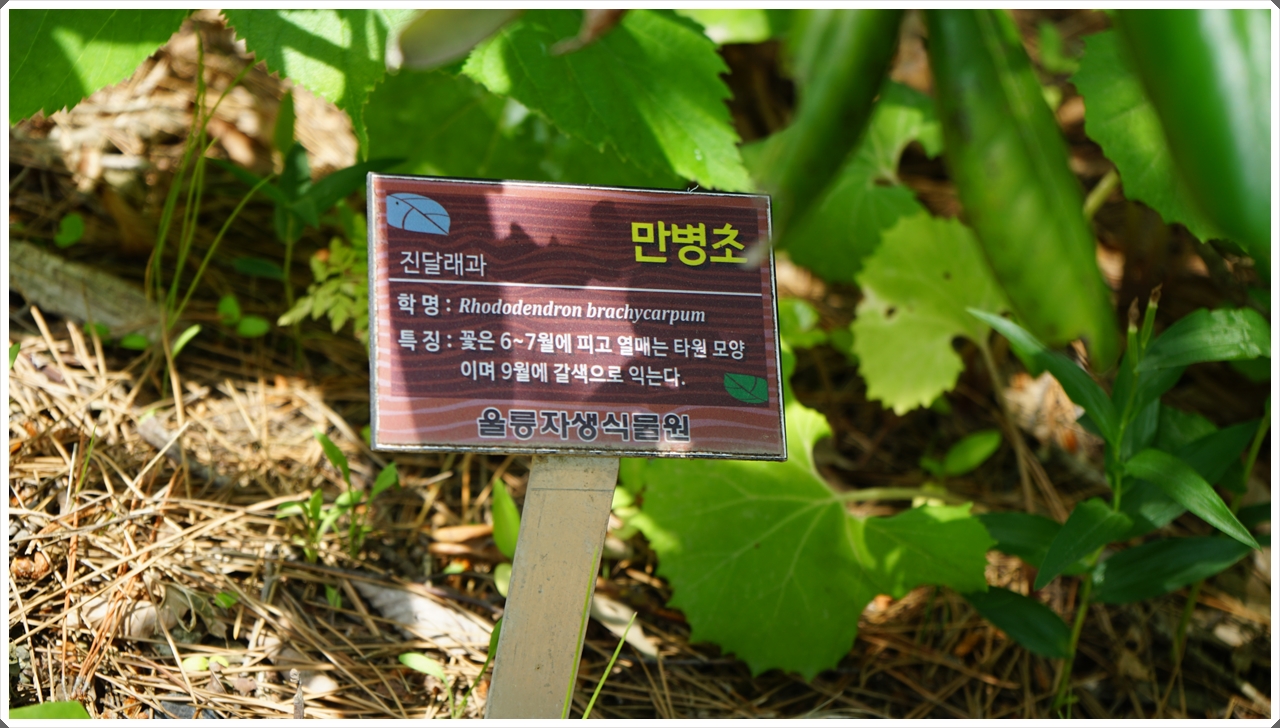 만병초
진달래과
학 명 : Rhododendron brachycarpum
특 징 : 꽃은 6~7월에 피고 열매는 타원 모양
이며 9월에 갈색으로 익는다.
울릉자생식물원